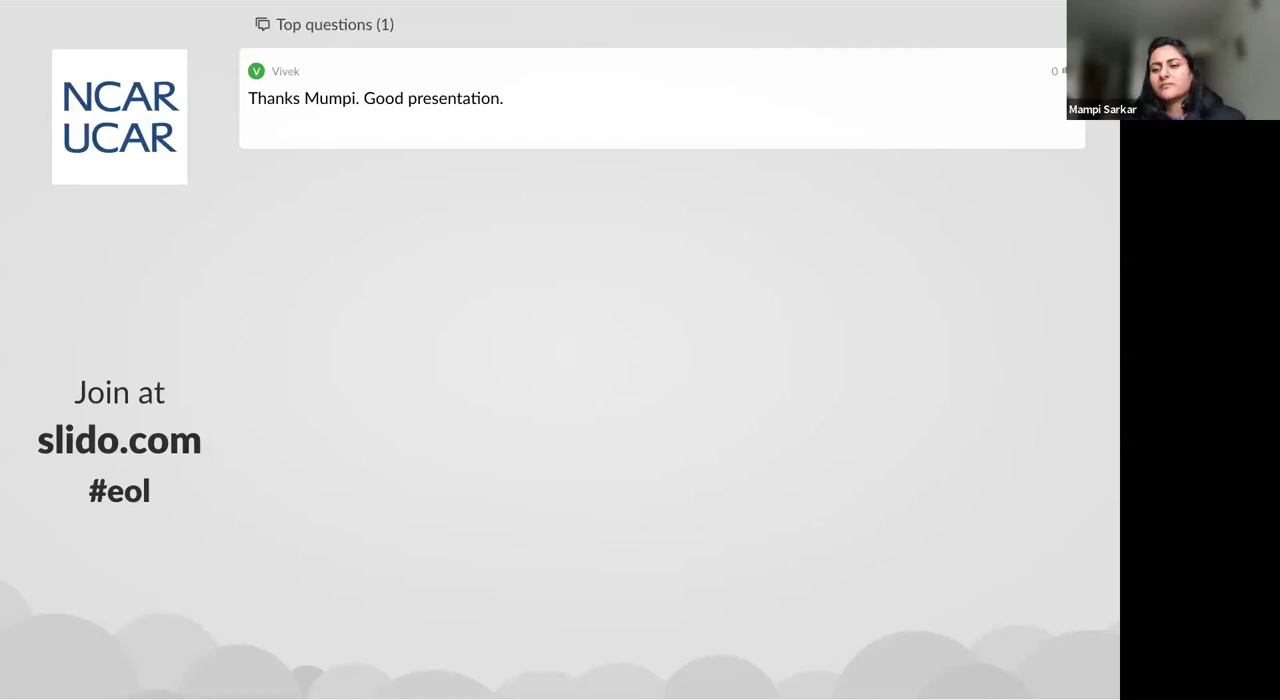 Top questions (1)
NCAR
UCAR
V Vivek 0
Thanks Mumpi. Good presentation.
Mampi Sarkar
Join at
slido.com
#eol